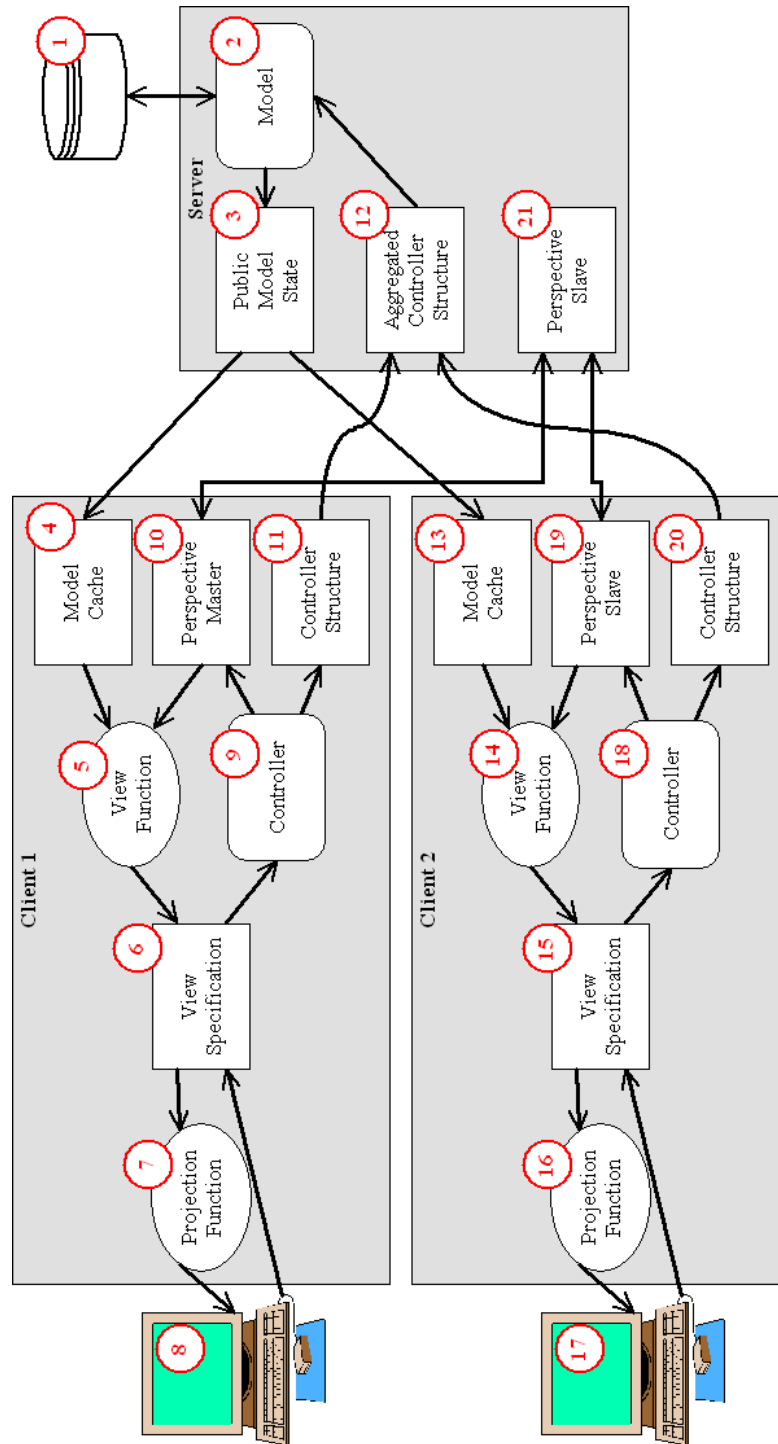 Client 1
8
7
Projection
Function
6
View
Specification
5
View
Function
9
Controller
4
Model
Cache
10
Perspective
Master
11
Controller
Structure
Client 2
17
16
Projection
Function
15
View
Specification
14
View
Function
18
Controller
13
Model
Cache
19
Perspective
Slave
20
Controller
Structure
Server
1
2
Model
3
Public
Model
State
12
Aggregated
Controller
Structure
21
Perspective
Slave